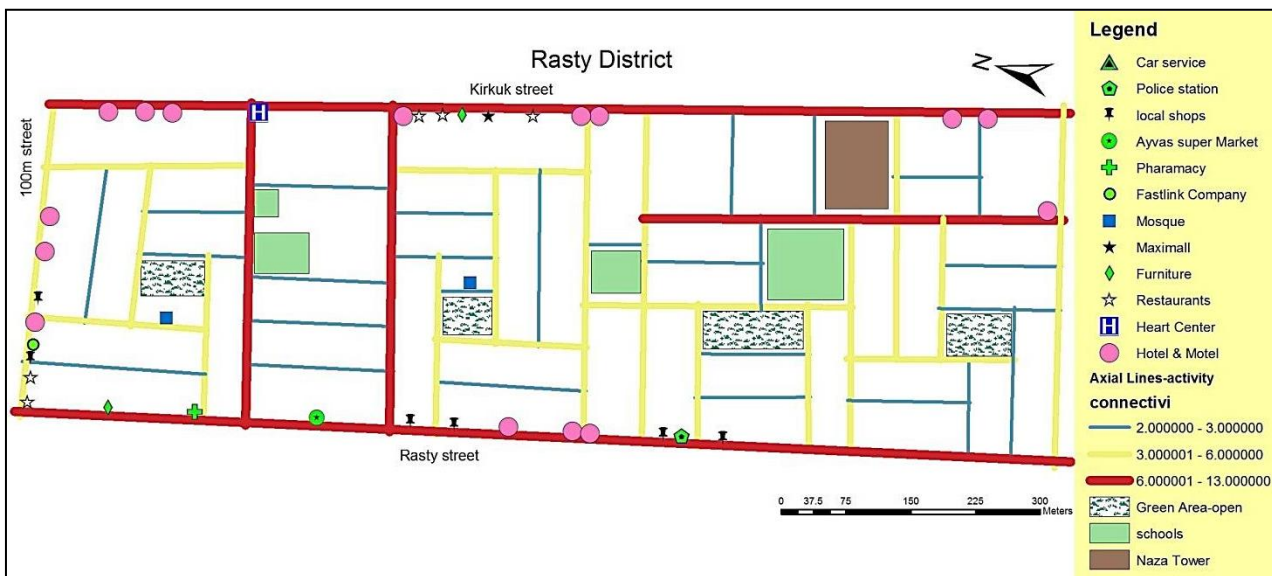 Rasty District
Kirkuk street
N
100m street
H
Rasty street
0 37.5 75 150 225 300
Meters
Legend
Car service
Police station
local shops
Ayvas super Market
Pharamacy
Fastlink Company
Mosque
Maximall
Furniture
Restaurants
H Heart Center
Hotel & Motel
Axial Lines-activity
connectivi
2.000000 - 3.000000
3.000001 - 6.000000
6.000001 - 13.000000
Green Area-open
schools
Naza Tower